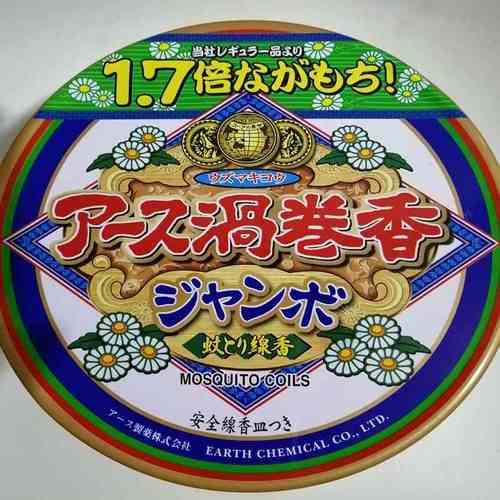 当社レギュラー品より
1.7倍ながもち!
ウズマキコウ
アース渦巻香
ジャンボ
蚊とり線香
MOSQUITO COILS
安全線香皿つき
アース製薬株式会社 EARTH CHEMICAL CO., LTD.